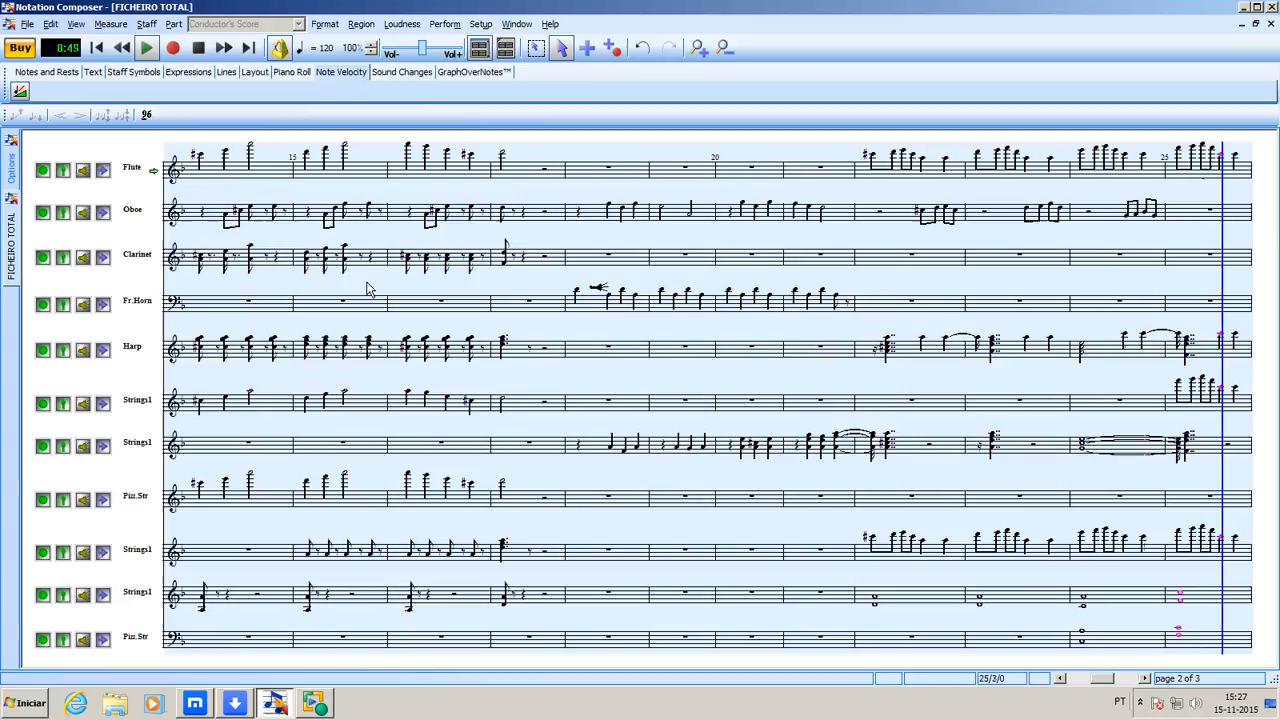 Notation Composer - [FICHEIRO TOTAL]
File Edit View Measure Staff Part Conductor's Score Format Region Loudness Perform Setup Window Help
Buy 0:49 = 120 100% Vol- Vol+
Notes and Rests Text Staff Symbols Expressions Lines Layout Piano Roll Note Velocity Sound Changes GraphOverNotes™
96
Options
FICHEIRO TOTAL
15 20 25
Flute
Oboe
Clarinet
Fr.Horn
Harp
Strings1
Strings1
Pizz.Str
Strings1
Strings1
Pizz.Str
25/3/0 page 2 of 3
Iniciar PT 15:27
15-11-2015